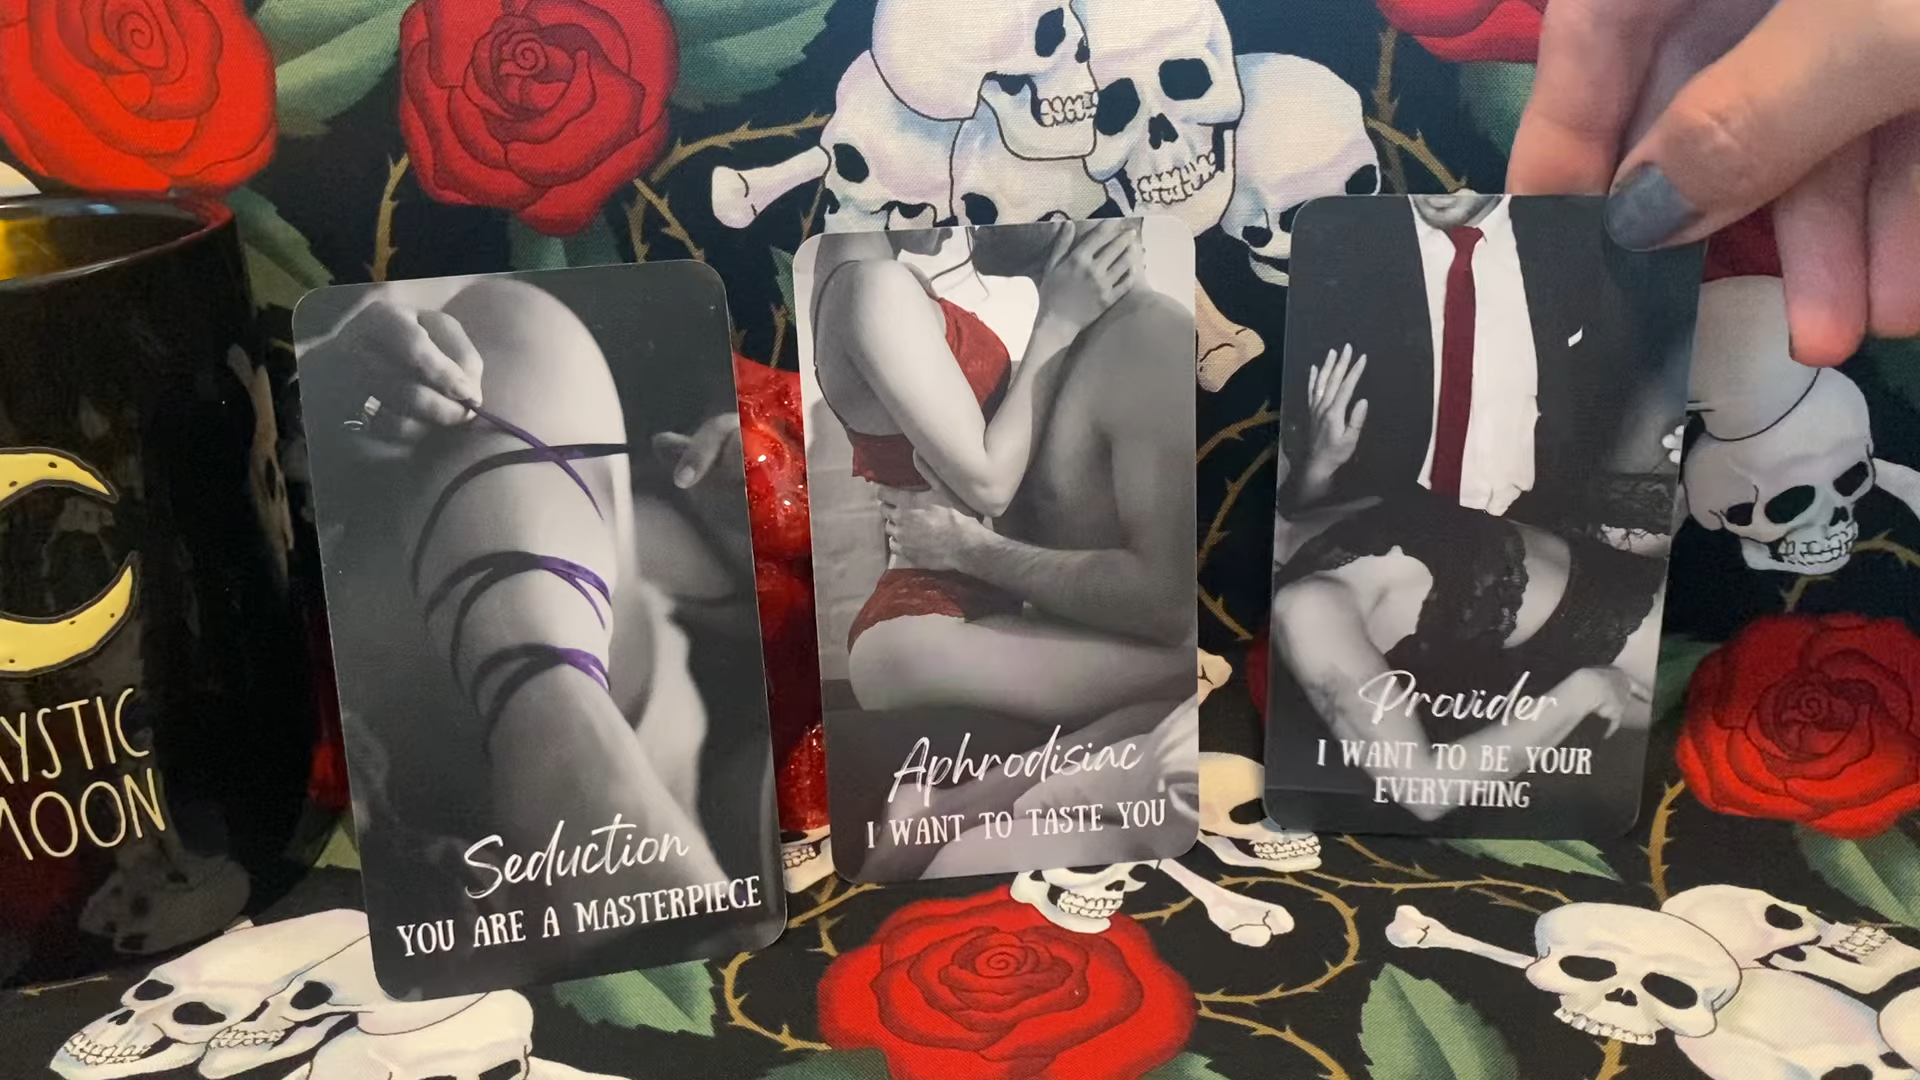 YSTIC
MOON
Seduction
YOU ARE A MASTERPIECE
Aphrodisiac
I WANT TO TASTE YOU
Provider
I WANT TO BE YOUR
EVERYTHING